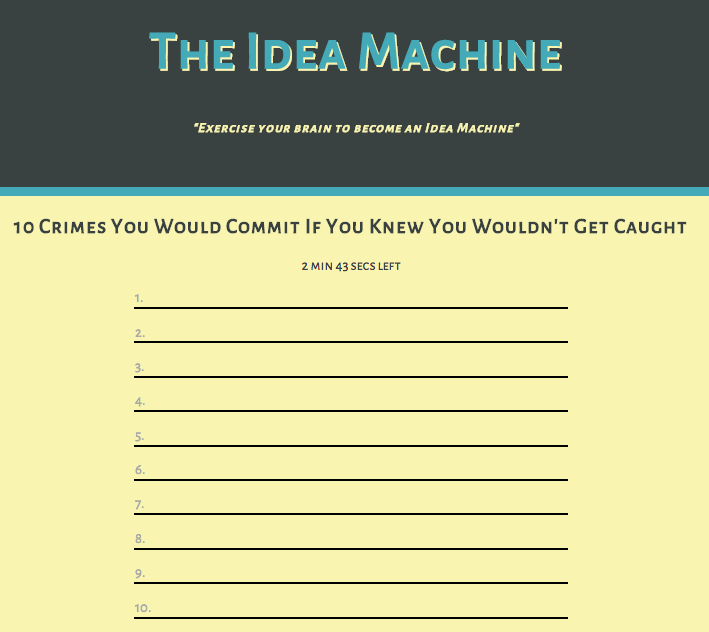 The Idea Machine
"Exercise your brain to become an Idea Machine"
10 Crimes You Would Commit If You Knew You Wouldn't Get Caught
2 min 43 secs left
1.
2.
3.
4.
5.
6.
7.
8.
9.
10.